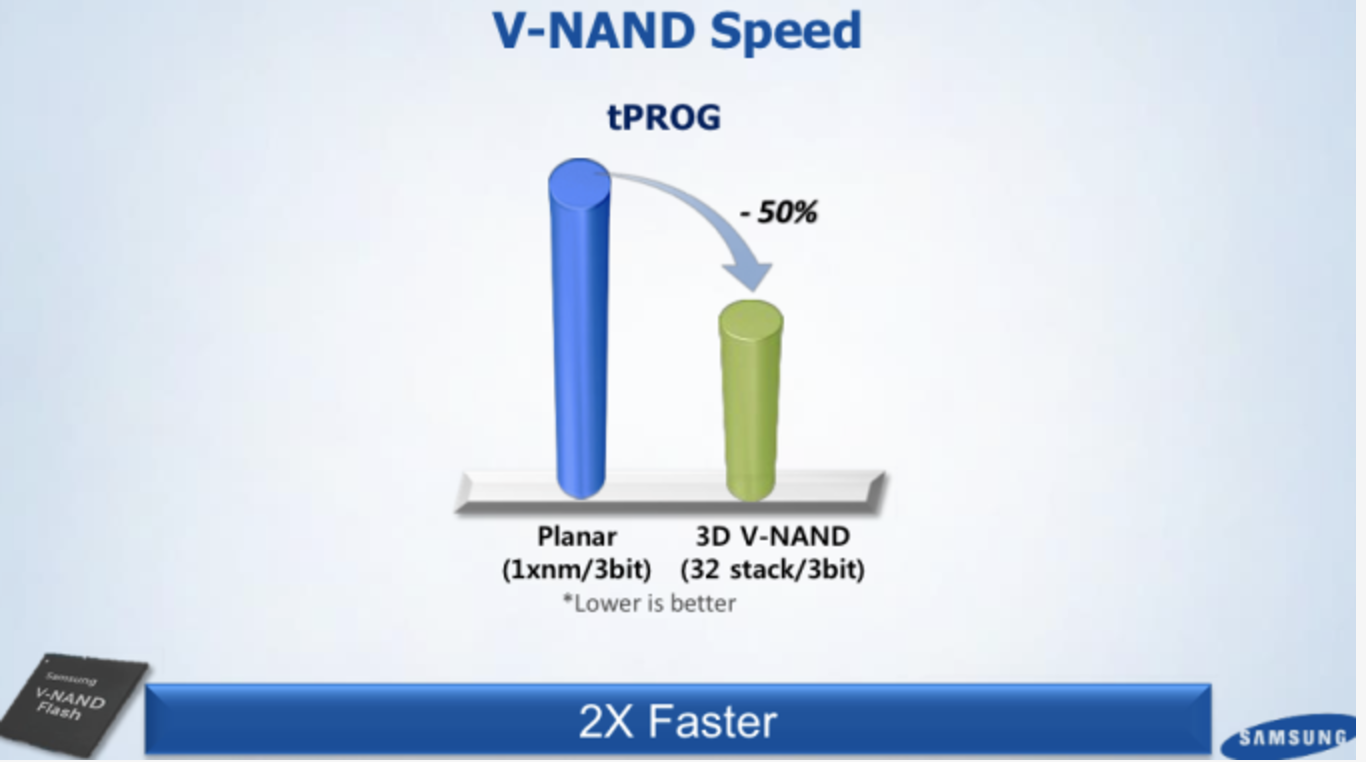 V-NAND Speed
tPROG
- 50%
Planar
(1xnm/3bit)
3D V-NAND
(32 stack/3bit)
*Lower is better
Samsung
V-NAND
Flash
2X Faster
SAMSUNG